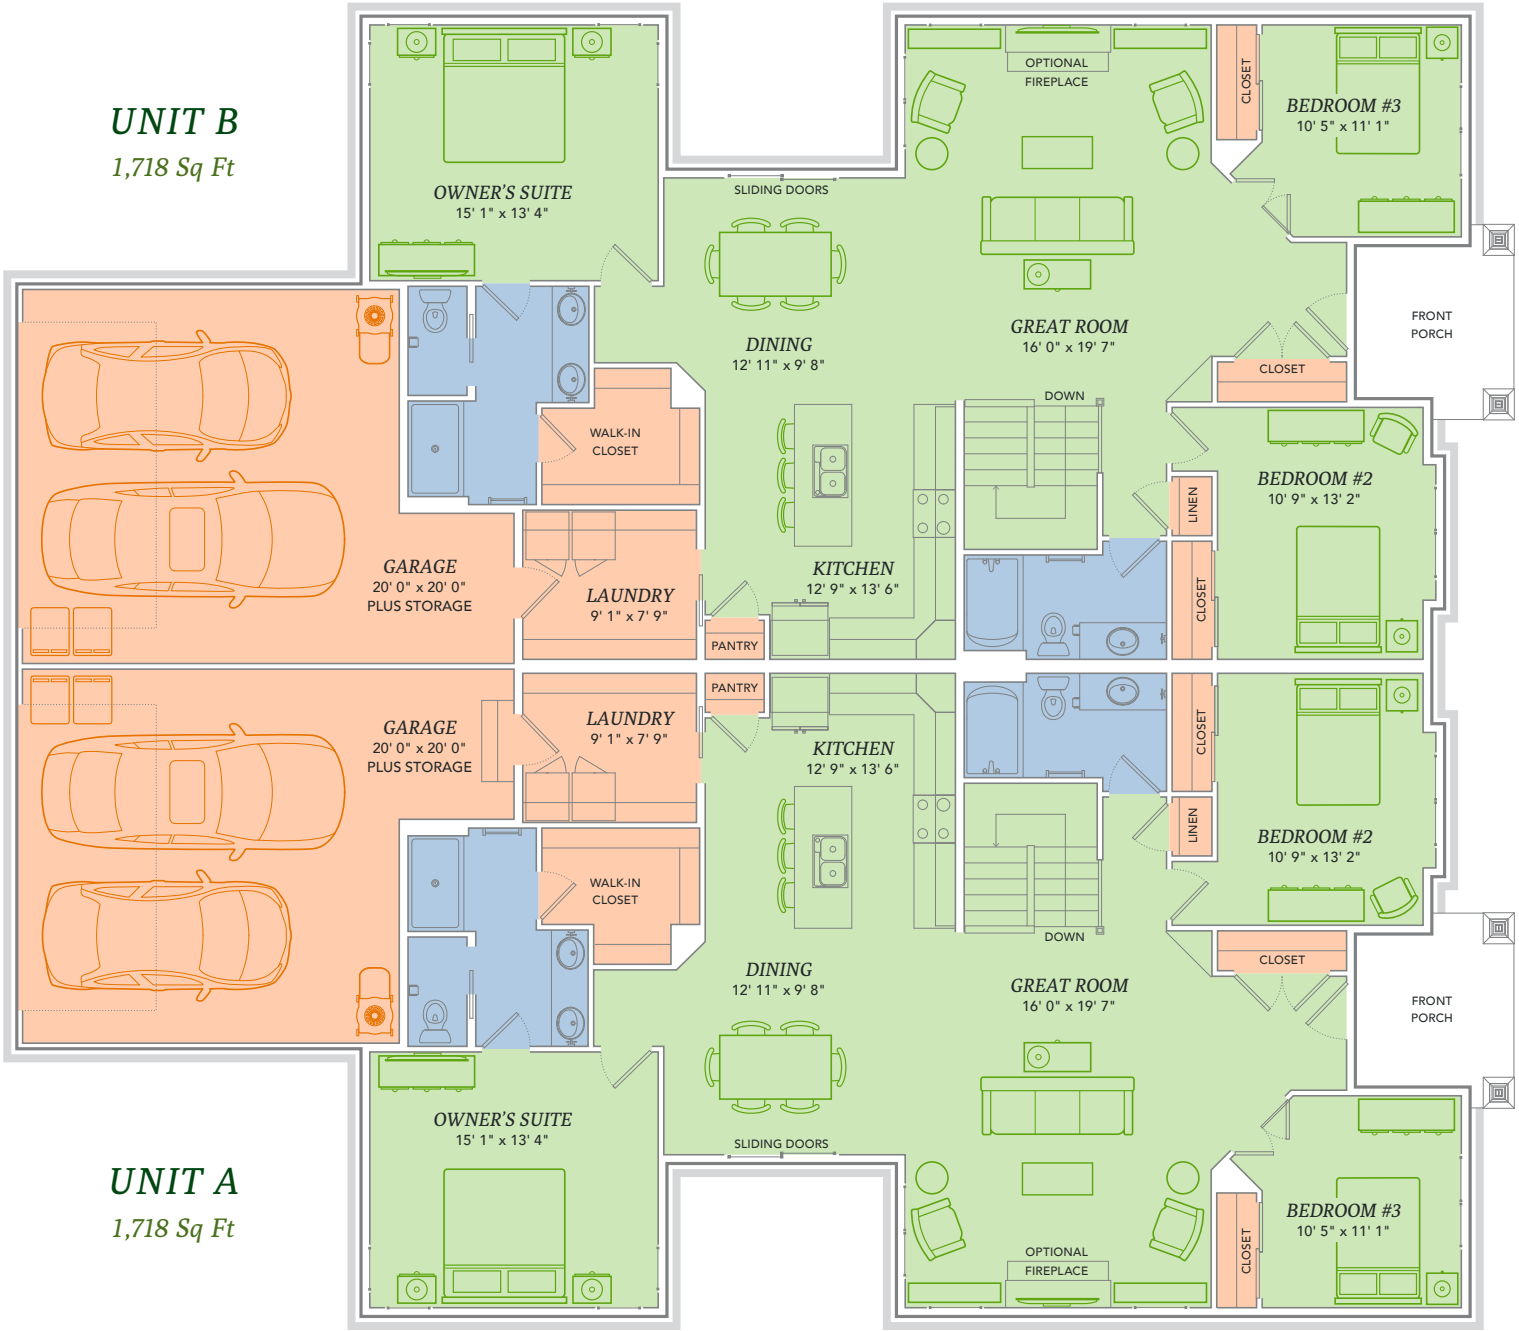 UNIT B
1,718 Sq Ft
OWNER'S SUITE
15' 1" x 13' 4"
SLIDING DOORS
OPTIONAL
FIREPLACE
CLOSET
BEDROOM #3
10' 5" x 11' 1"
DINING
12' 11" x 9' 8"
GREAT ROOM
16' 0" x 19' 7"
FRONT
PORCH
CLOSET
DOWN
WALK-IN
CLOSET
BEDROOM #2
10' 9" x 13' 2"
LINEN
GARAGE
20' 0" x 20' 0"
PLUS STORAGE
LAUNDRY
9' 1" x 7' 9"
KITCHEN
12' 9" x 13' 6"
CLOSET
PANTRY
PANTRY
GARAGE
20' 0" x 20' 0"
PLUS STORAGE
LAUNDRY
9' 1" x 7' 9"
KITCHEN
12' 9" x 13' 6"
CLOSET
LINEN
BEDROOM #2
10' 9" x 13' 2"
WALK-IN
CLOSET
DOWN
CLOSET
DINING
12' 11" x 9' 8"
GREAT ROOM
16' 0" x 19' 7"
FRONT
PORCH
OWNER'S SUITE
15' 1" x 13' 4"
SLIDING DOORS
UNIT A
1,718 Sq Ft
OPTIONAL
FIREPLACE
CLOSET
BEDROOM #3
10' 5" x 11' 1"